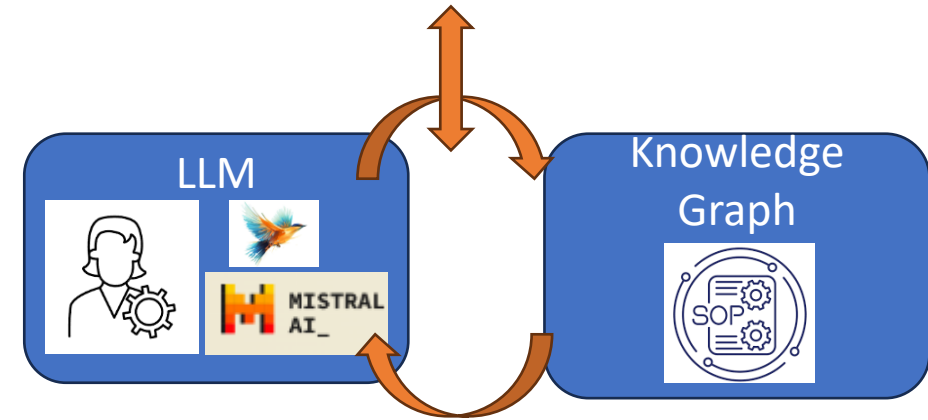 LLM
MISTRAL
AI_
Knowledge
Graph
SOP